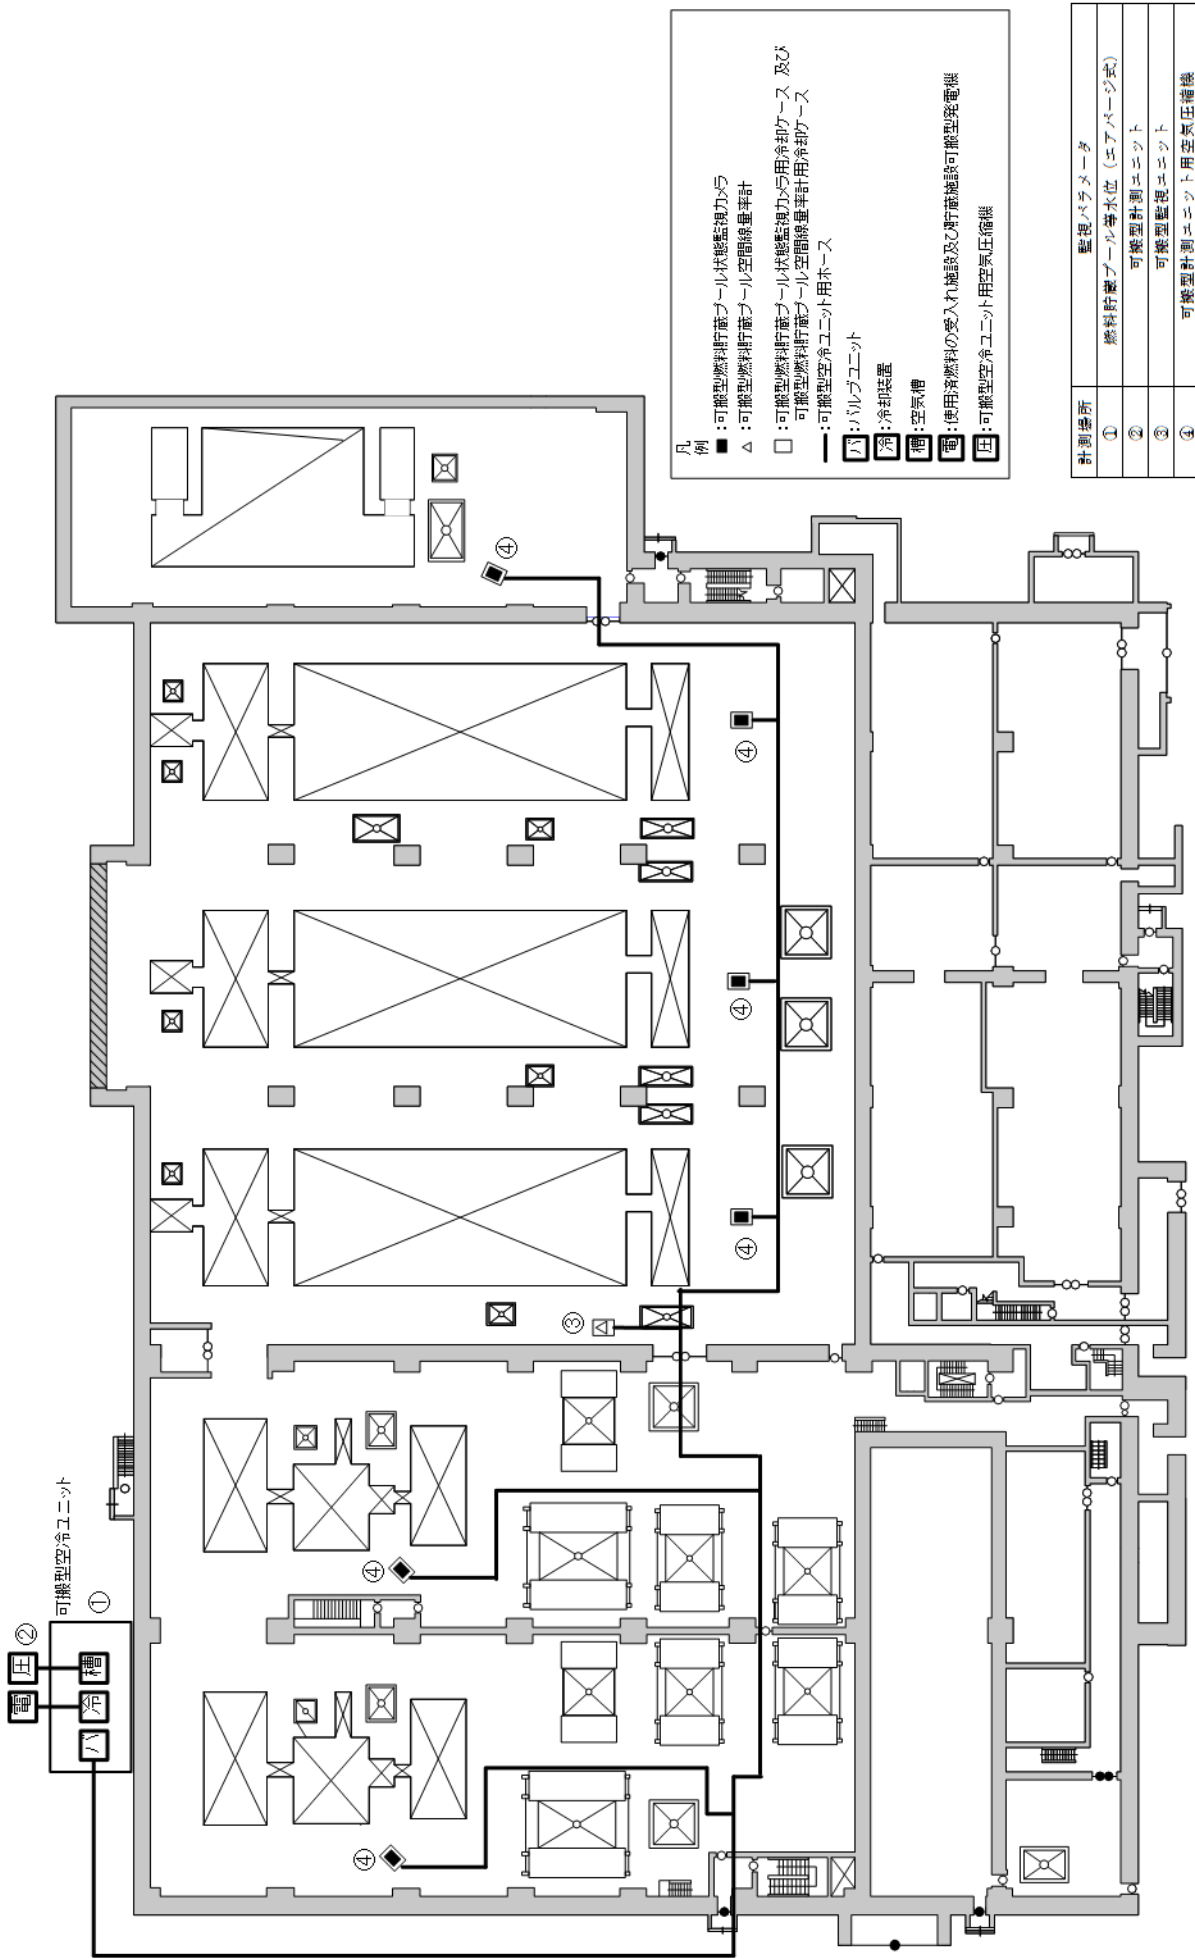 凡
例
■:可搬型燃料貯蔵プール状態監視カメラ
△:可搬型燃料貯蔵プール空間線量率計
□:可搬型燃料貯蔵プール状態監視カメラ用冷却ケース 及び
可搬型燃料貯蔵プール空間線量率計用冷却ケース
━:可搬型空冷ユニット用ホース
バ:バルブユニット
冷:冷却装置
槽:空気槽
電:使用済燃料の受入れ施設及び貯蔵施設可搬型発電機
圧:可搬型空冷ユニット用空気圧縮機
計測場所 監視パラメータ
① 燃料貯蔵プール等水位(エアパージ式)
② 可搬型計測ユニット
③ 可搬型監視ユニット
④ 可搬型計測ユニット用空気圧縮機
電 圧 ②
バ 冷 槽 ①
可搬型空冷ユニット
④
④
③
④
④
④
④